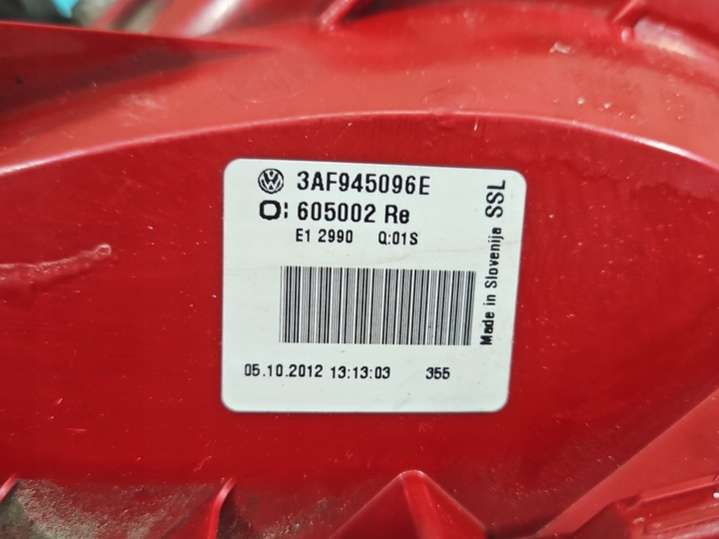 3AF945096E
O: 605002 Re
E1 2990 Q:01S
05.10.2012 13:13:03 355
Made in Slovenija SSL